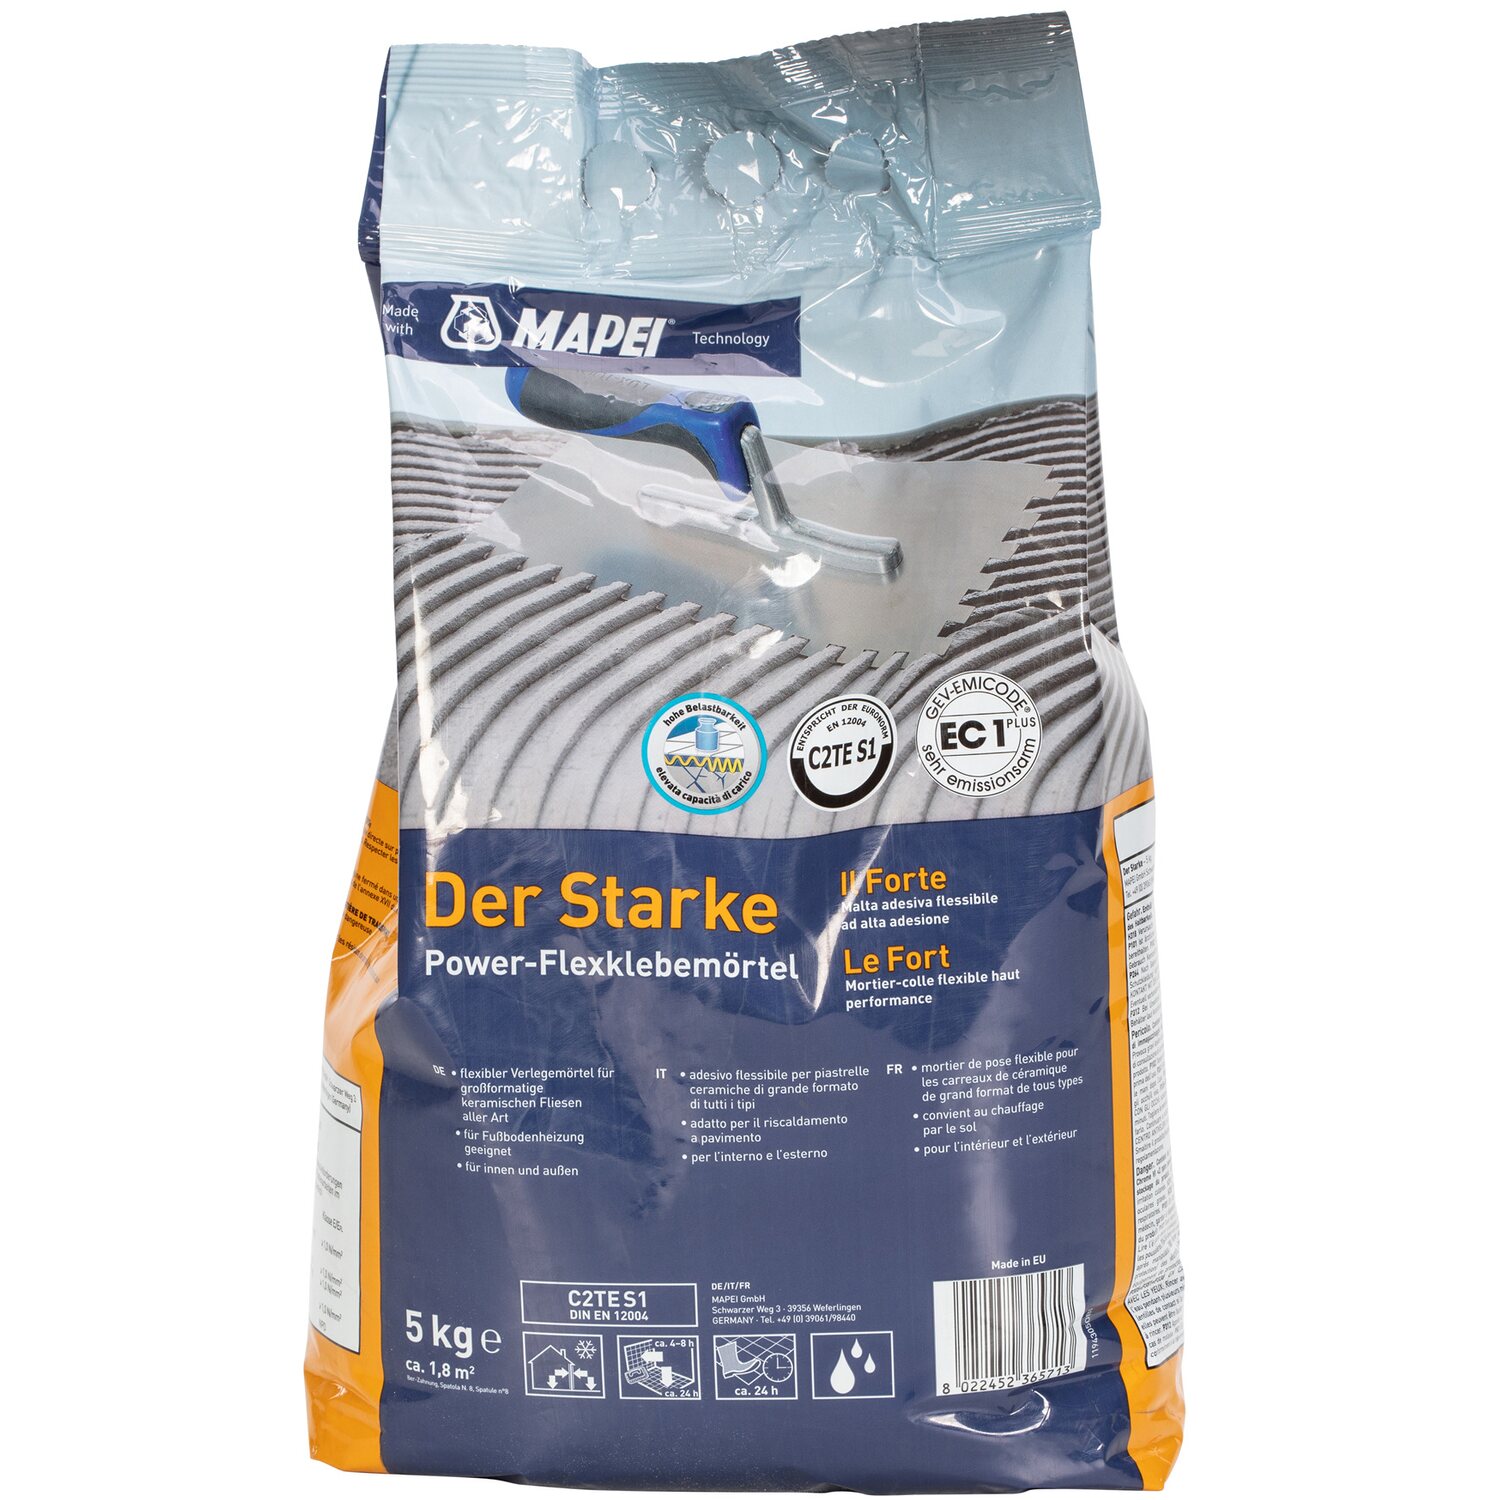 Made
with
MAPEI®
Technology
hohe Belastbarkeit
elevata capacità di carico
ENTSPRICHT DER EURONORM
EN 12004
C2TE S1
GEV-EMICODE®
EC1 PLUS
sehr emissionsarm
Der Starke
Power-Flexklebemörtel
Il Forte
Malta adesiva flessibile
ad alta adesione
Le Fort
Mortier-colle flexible haut
performance
DE • flexibler Verlegemörtel für
großformatige
keramischen Fliesen
aller Art
• für Fußbodenheizung
geeignet
• für innen und außen
IT • adesivo flessibile per piastrelle
ceramiche di grande formato
di tutti i tipi
• adatto per il riscaldamento
a pavimento
• per l'interno e l'esterno
FR • mortier de pose flexible pour
les carreaux de céramique
de grand format de tous types
• convient au chauffage
par le sol
• pour l'intérieur et l'extérieur
5 kg e
ca. 1,8 m²
8er-Zahnung, Spatola N. 8, Spatule n°8
C2TE S1
DIN EN 12004
DE/IT/FR
MAPEI GmbH
Schwarzer Weg 3 · 39356 Weferlingen
GERMANY · Tel. +49 (0) 39061/98440
ca. 4–8 h
ca. 24 h
ca. 24 h
Made in EU
8 022452 365713